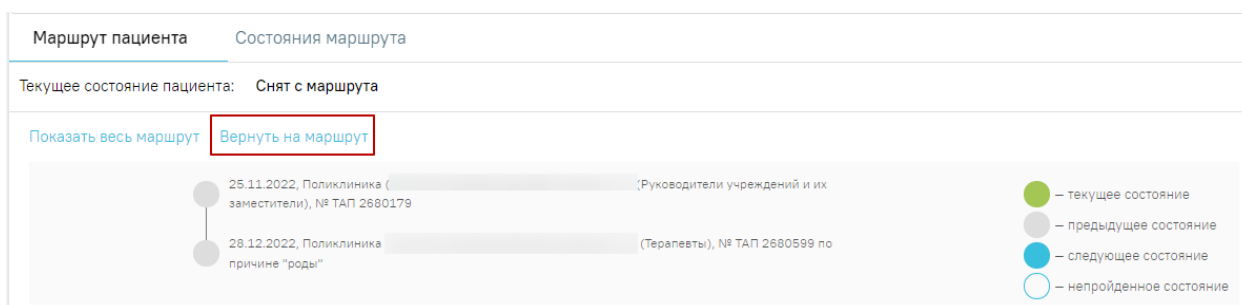 Маршрут пациента Состояния маршрута
Текущее состояние пациента: Снят с маршрута
Показать весь маршрут Вернуть на маршрут
25.11.2022, Поликлиника ( (Руководители учреждений и их
заместители), № ТАП 2680179
28.12.2022, Поликлиника (Терапевты), № ТАП 2680599 по
причине "роды"
– текущее состояние
– предыдущее состояние
– следующее состояние
– непройденное состояние